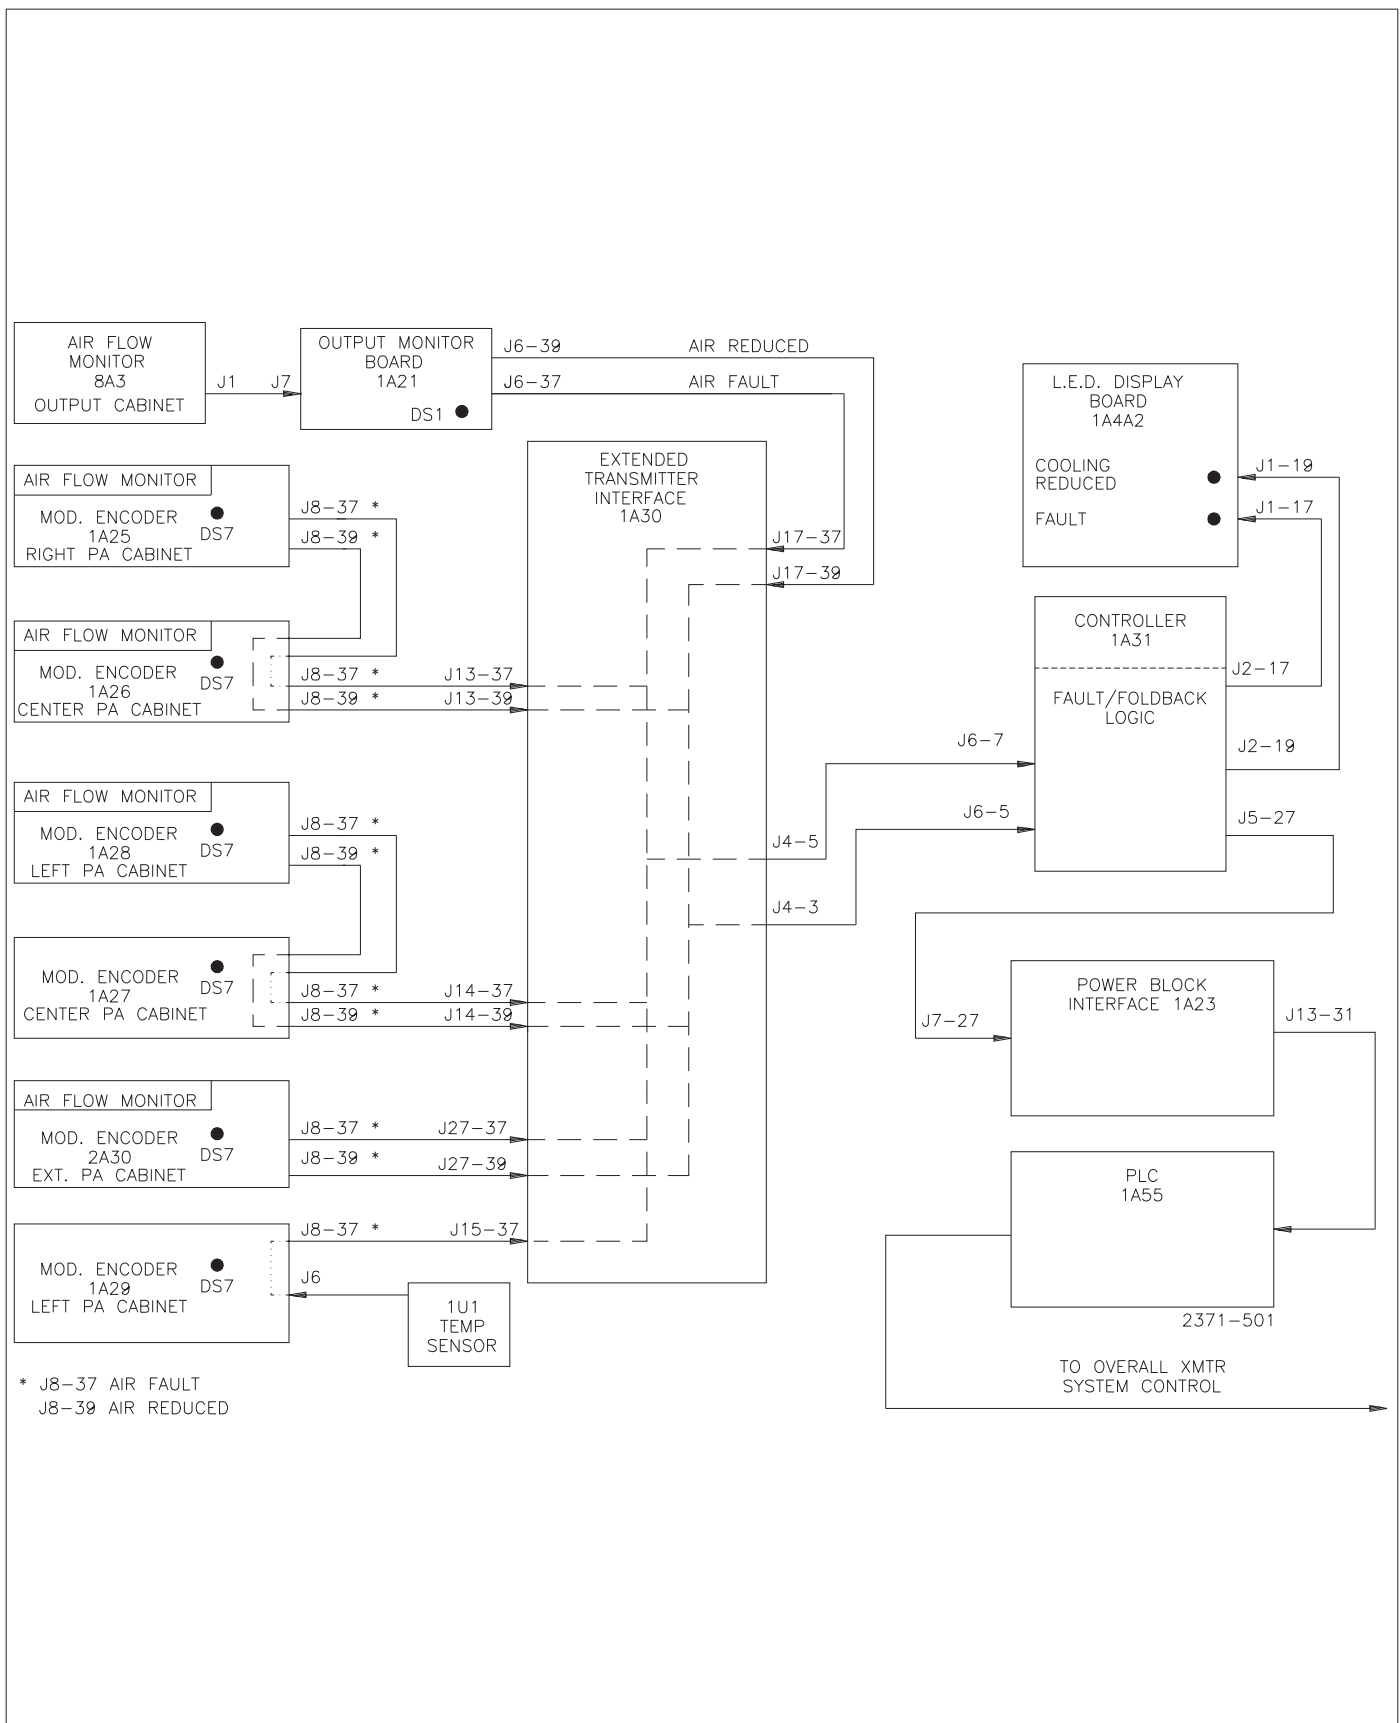 AIR FLOW
MONITOR
8A3
OUTPUT CABINET
J1
J7
OUTPUT MONITOR
BOARD
1A21
DS1
J6-39
AIR REDUCED
J6-37
AIR FAULT
AIR FLOW MONITOR
MOD. ENCODER
1A25
RIGHT PA CABINET
DS7
J8-37 *
J8-39 *
AIR FLOW MONITOR
MOD. ENCODER
1A26
CENTER PA CABINET
DS7
J8-37 *
J8-39 *
J13-37
J13-39
AIR FLOW MONITOR
MOD. ENCODER
1A28
LEFT PA CABINET
DS7
J8-37 *
J8-39 *
MOD. ENCODER
1A27
CENTER PA CABINET
DS7
J8-37 *
J8-39 *
J14-37
J14-39
AIR FLOW MONITOR
MOD. ENCODER
2A30
EXT. PA CABINET
DS7
J8-37 *
J8-39 *
J27-37
J27-39
MOD. ENCODER
1A29
LEFT PA CABINET
DS7
J8-37 *
J15-37
J6
1U1
TEMP
SENSOR
* J8-37 AIR FAULT
J8-39 AIR REDUCED
EXTENDED
TRANSMITTER
INTERFACE
1A30
J17-37
J17-39
J4-5
J4-3
J6-7
J6-5
L.E.D. DISPLAY
BOARD
1A4A2
COOLING
REDUCED
FAULT
J1-19
J1-17
CONTROLLER
1A31
FAULT/FOLDBACK
LOGIC
J2-17
J2-19
J5-27
J7-27
POWER BLOCK
INTERFACE 1A23
J13-31
PLC
1A55
2371-501
TO OVERALL XMTR
SYSTEM CONTROL